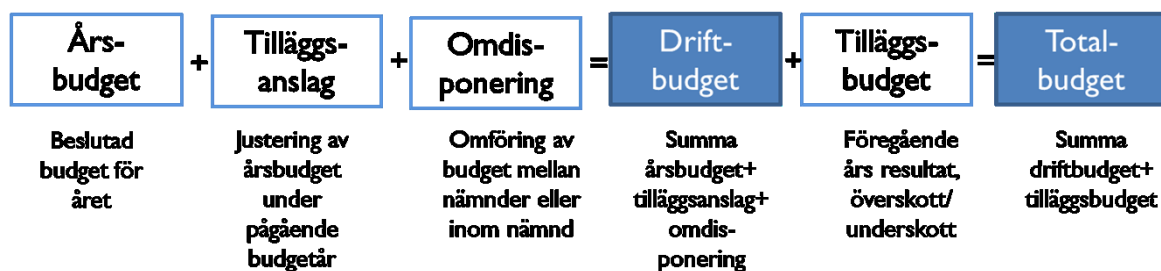 Års-
budget
+
Tilläggs-
anslag
+
Omdis-
ponering
=
Drift-
budget
+
Tilläggs-
budget
=
Total-
budget
Beslutad
budget för
året
Justering av
årsbudget
under
pågående
budgetår
Omföring av
budget mellan
nämnder eller
inom nämnd
Summa
årsbudget+
tilläggsanslag+
omdis-
ponering
Föregående
års resultat,
överskott/
underskott
Summa
driftbudget+
tilläggsbudget